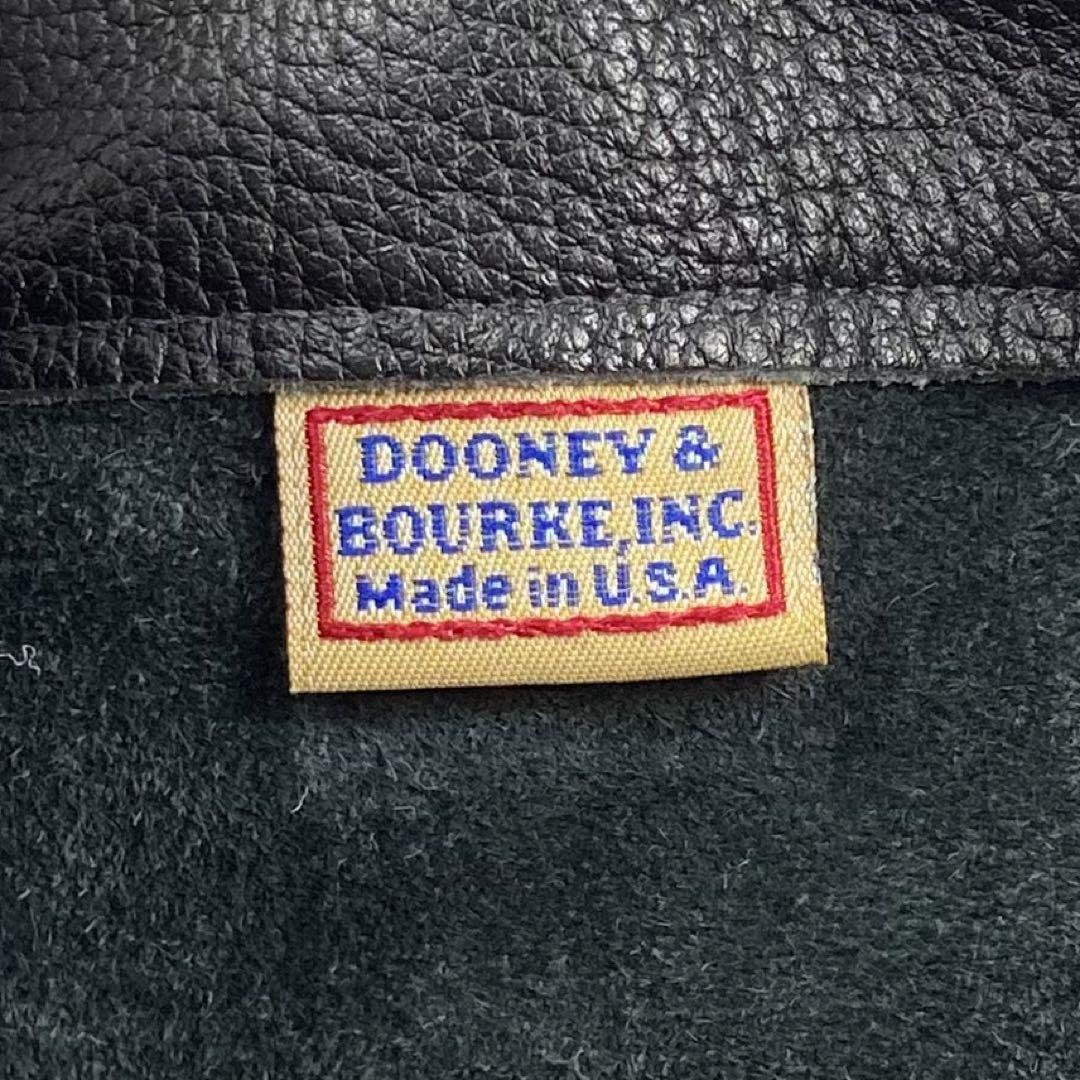 DOONEY &
BOURKE, INC.
Made in U.S.A.